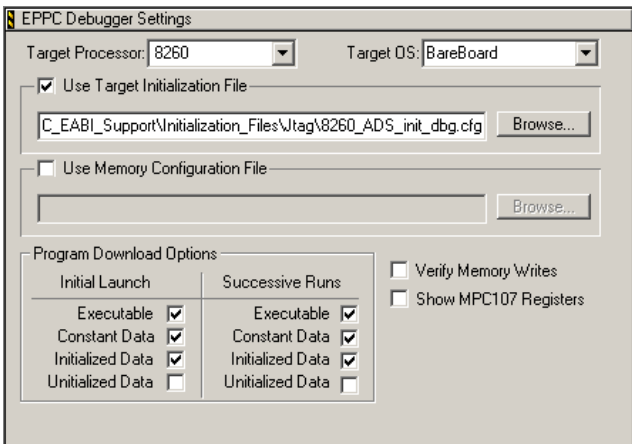 EPPC Debugger Settings
Target Processor: 8260 Target OS: BareBoard
Use Target Initialization File
C_EABI_Support\Initialization_Files\Jtag\8260_ADS_init_dbg.cfg Browse...
Use Memory Configuration File
Browse...
Program Download Options
Initial Launch Successive Runs
Executable Executable
Constant Data Constant Data
Initialized Data Initialized Data
Unitialized Data Unitialized Data
Verify Memory Writes
Show MPC107 Registers